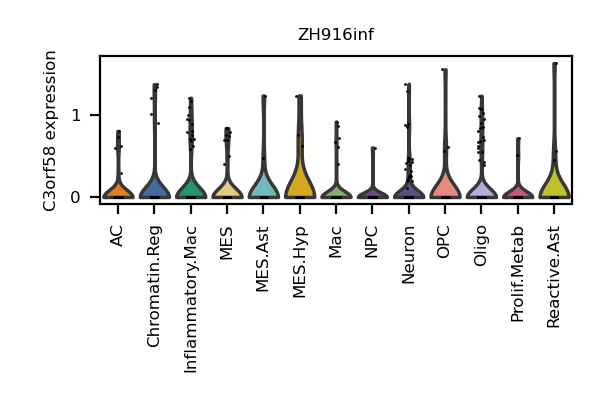 ZH916inf
C3orf58 expression
1
0
AC
Chromatin.Reg
Inflammatory.Mac
MES
MES.Ast
MES.Hyp
Mac
NPC
Neuron
OPC
Oligo
Prolif.Metab
Reactive.Ast